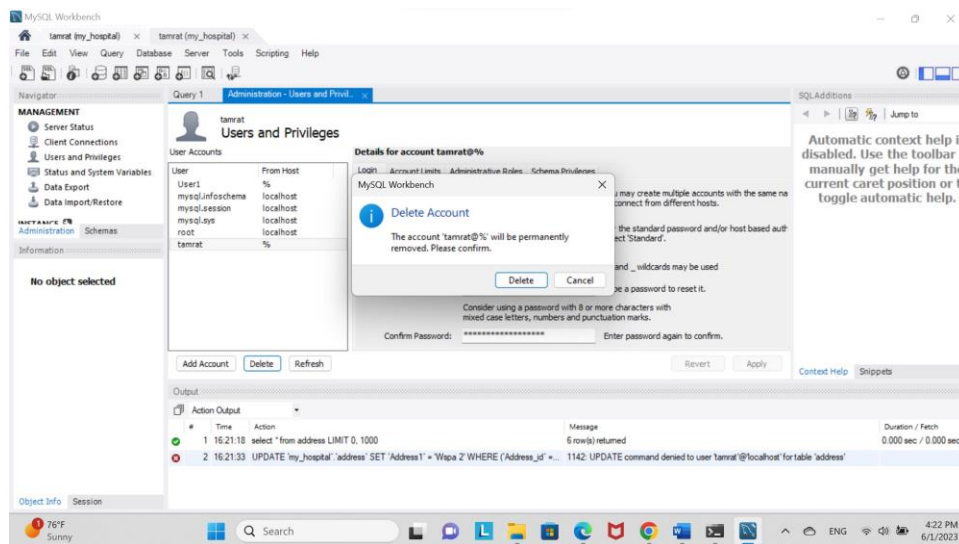 MySQL Workbench
tamrat (my_hospital) × tamrat (my_hospital) ×
File Edit View Query Database Server Tools Scripting Help
Navigator
MANAGEMENT
Server Status
Client Connections
Users and Privileges
Status and System Variables
Data Export
Data Import/Restore
INSTANCE
Administration Schemas
Information
No object selected
Object Info Session
Query 1 Administration - Users and Privil... ×
tamrat
Users and Privileges
User Accounts
User From Host
User1 %
mysql.infoschema localhost
mysql.session localhost
mysql.sys localhost
root localhost
tamrat %
Add Account Delete Refresh
Details for account tamrat@%
Login Account Limits Administrative Roles Schema Privileges
MySQL Workbench
Delete Account
The account 'tamrat@%' will be permanently
removed. Please confirm.
Delete Cancel
u may create multiple accounts with the same na
connect from different hosts.
the standard password and/or host based auth
ect 'Standard'.
and _ wildcards may be used
pe a password to reset it.
Consider using a password with 8 or more characters with
mixed case letters, numbers and punctuation marks.
Confirm Password: ****************** Enter password again to confirm.
Revert Apply
SQLAdditions
Jump to
Automatic context help i
disabled. Use the toolbar
manually get help for the
current caret position or t
toggle automatic help.
Context Help Snippets
Output
Action Output
# Time Action Message Duration / Fetch
1 16:21:18 select * from address LIMIT 0, 1000 6 row(s) returned 0.000 sec / 0.000 sec
2 16:21:33 UPDATE `my_hospital`.`address` SET `Address1` = 'Wspa 2' WHERE (`Address_id` =... 1142: UPDATE command denied to user 'tamrat'@'localhost' for table 'address'
76°F
Sunny
Search
ENG
4:22 PM
6/1/2023